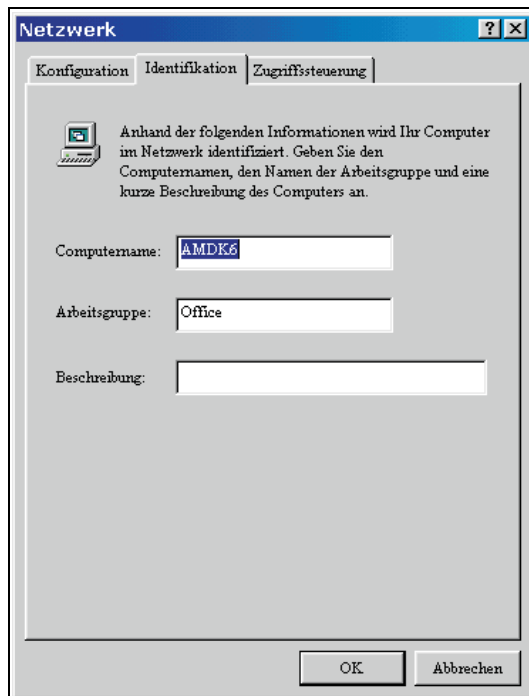 Netzwerk
Konfiguration Identifikation Zugriffssteuerung
Anhand der folgenden Informationen wird Ihr Computer
im Netzwerk identifiziert. Geben Sie den
Computernamen, den Namen der Arbeitsgruppe und eine
kurze Beschreibung des Computers an.
Computername: AMDK6
Arbeitsgruppe: Office
Beschreibung:
OK Abbrechen